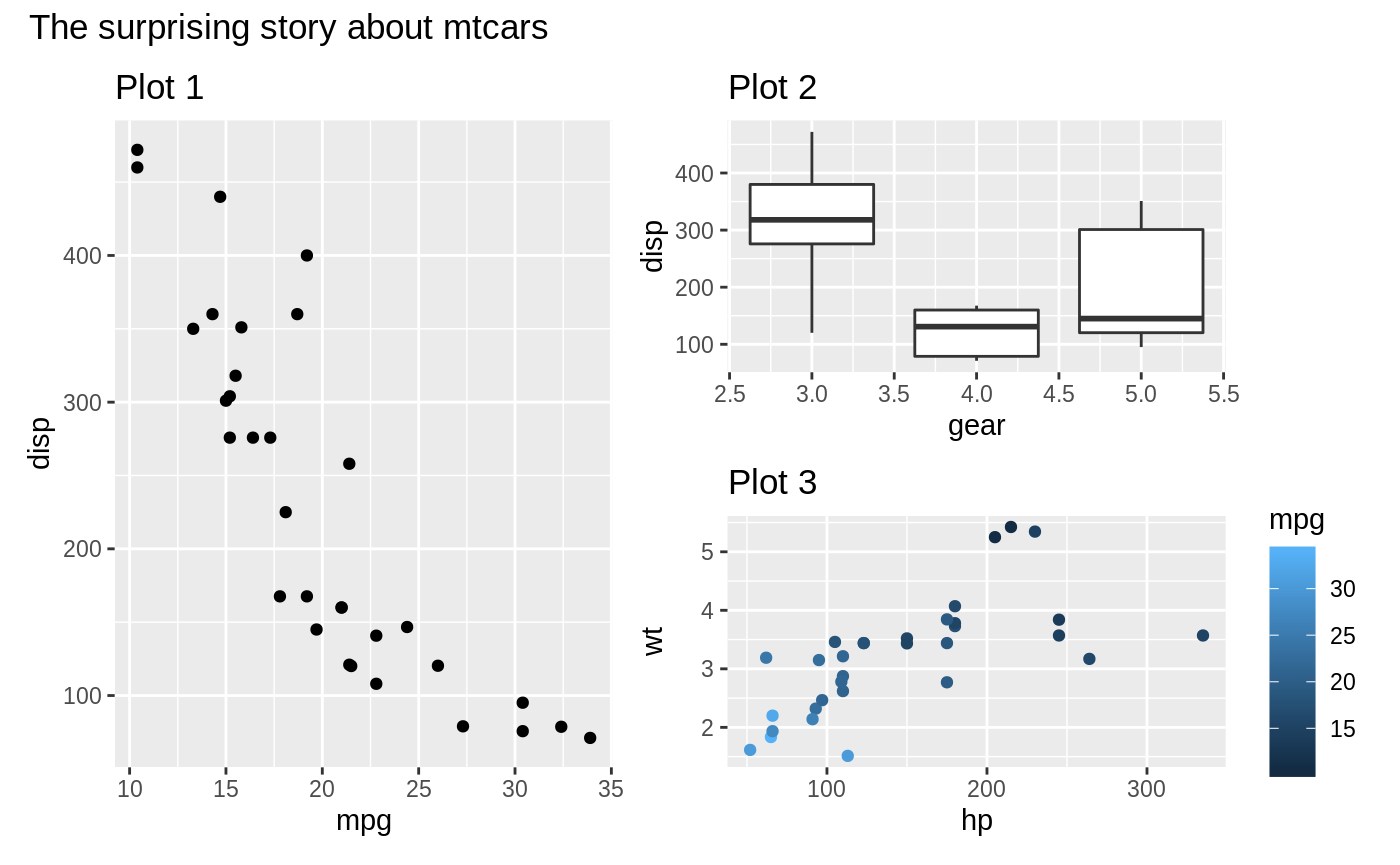 The surprising story about mtcars
Plot 1
400
300
200
100
disp
10 15 20 25 30 35
mpg
Plot 2
400
300
200
100
disp
2.5 3.0 3.5 4.0 4.5 5.0 5.5
gear
Plot 3
5
4
3
2
wt
100 200 300
hp
mpg
30
25
20
15